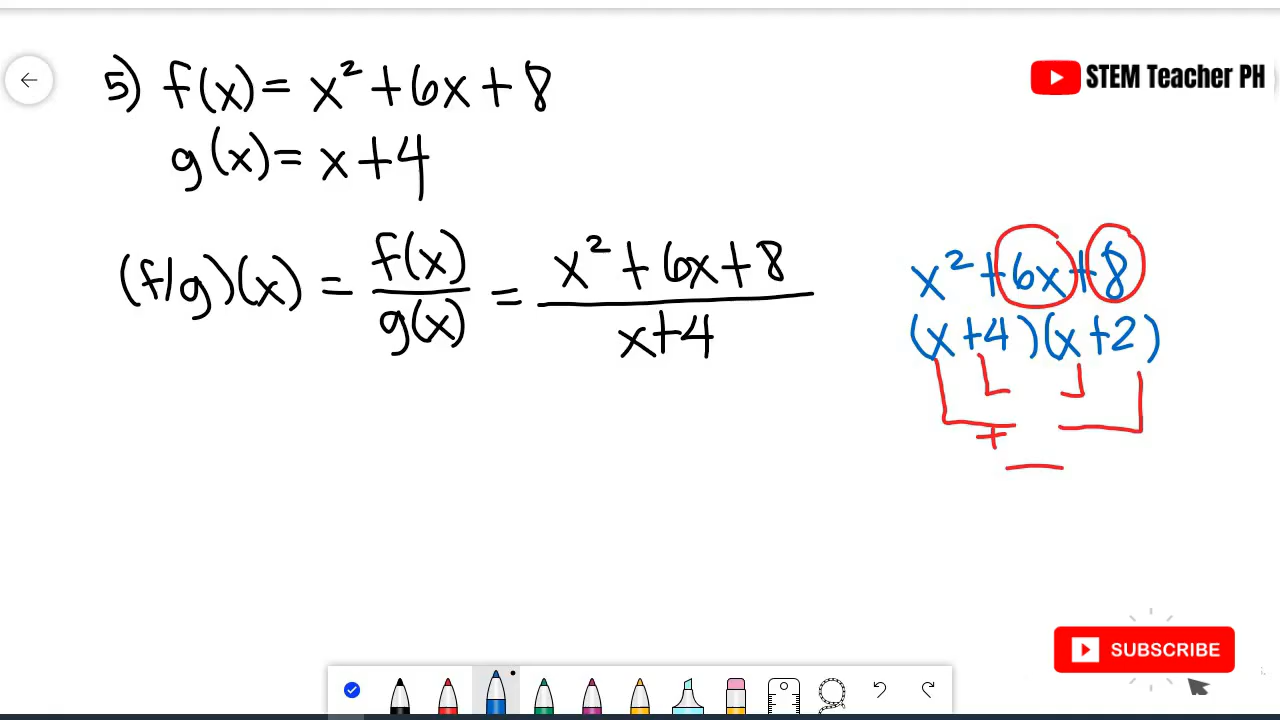 5) f(x) = x² + 6x + 8
STEM Teacher PH
g(x) = x + 4
(f/g)(x) = f(x)/g(x) = x² + 6x + 8 / x + 4
x² + 6x + 8
(x + 4)(x + 2)
+
SUBSCRIBE